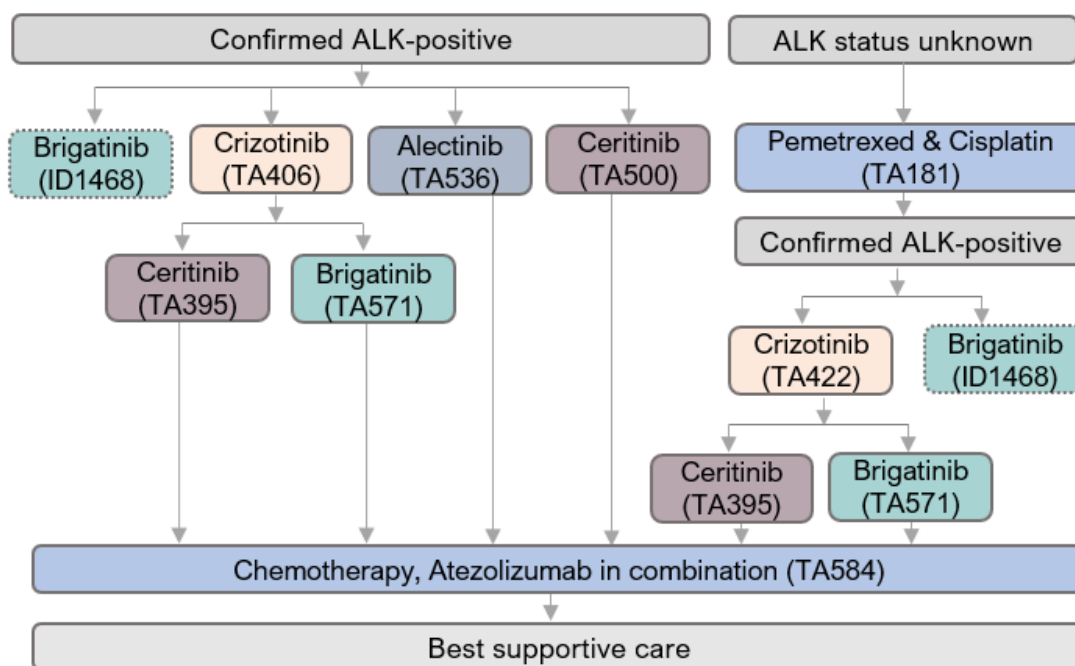 Confirmed ALK-positive
ALK status unknown
Brigatinib
(ID1468)
Crizotinib
(TA406)
Alectinib
(TA536)
Ceritinib
(TA500)
Pemetrexed & Cisplatin
(TA181)
Confirmed ALK-positive
Ceritinib
(TA395)
Brigatinib
(TA571)
Crizotinib
(TA422)
Brigatinib
(ID1468)
Ceritinib
(TA395)
Brigatinib
(TA571)
Chemotherapy, Atezolizumab in combination (TA584)
Best supportive care